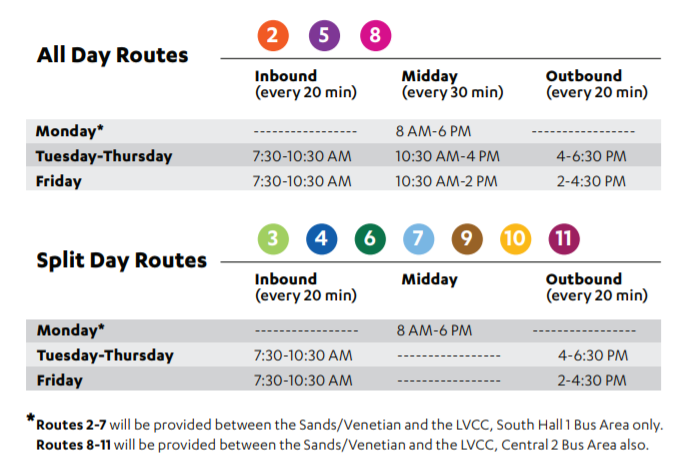 2 5 8
All Day Routes
Inbound Midday Outbound
(every 20 min) (every 30 min) (every 20 min)
Monday* ----------------- 8 AM-6 PM -----------------
Tuesday-Thursday 7:30-10:30 AM 10:30 AM-4 PM 4-6:30 PM
Friday 7:30-10:30 AM 10:30 AM-2 PM 2-4:30 PM
3 4 6 7 9 10 11
Split Day Routes
Inbound Midday Outbound
(every 20 min) (every 20 min)
Monday* ----------------- 8 AM-6 PM -----------------
Tuesday-Thursday 7:30-10:30 AM ----------------- 4-6:30 PM
Friday 7:30-10:30 AM ----------------- 2-4:30 PM
*Routes 2-7 will be provided between the Sands/Venetian and the LVCC, South Hall 1 Bus Area only.
Routes 8-11 will be provided between the Sands/Venetian and the LVCC, Central 2 Bus Area also.